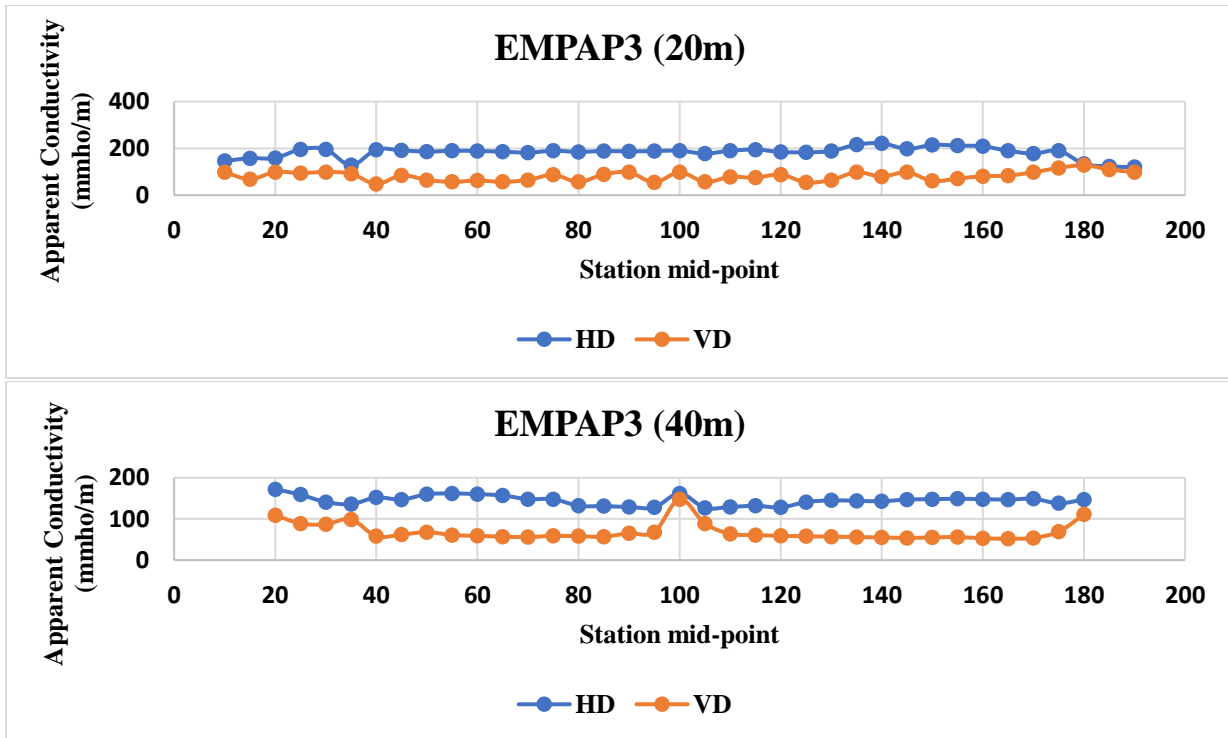 EMPAP3 (20m)
Apparent Conductivity
(mmho/m)
400
200
0
0 20 40 60 80 100 120 140 160 180 200
Station mid-point
HD VD
EMPAP3 (40m)
Apparent Conductivity
(mmho/m)
200
100
0
0 20 40 60 80 100 120 140 160 180 200
Station mid-point
HD VD